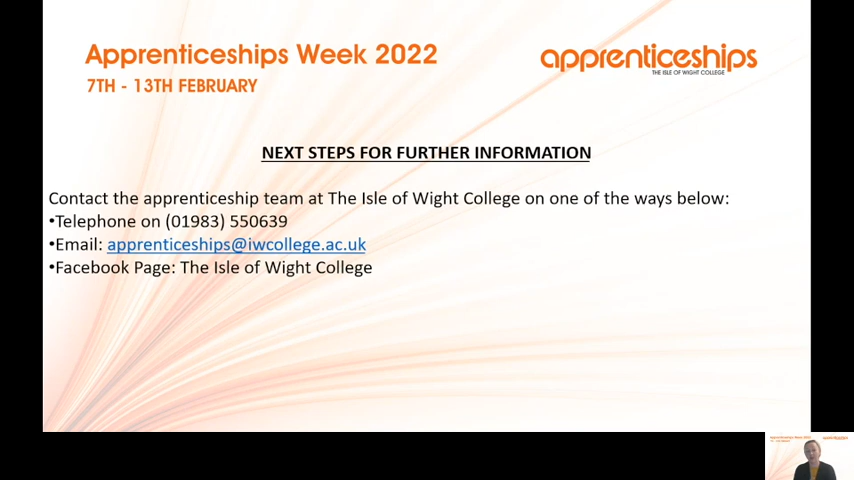 Apprenticeships Week 2022
7TH - 13TH FEBRUARY
apprenticeships
THE ISLE OF WIGHT COLLEGE
NEXT STEPS FOR FURTHER INFORMATION
Contact the apprenticeship team at The Isle of Wight College on one of the ways below:
•Telephone on (01983) 550639
•Email: apprenticeships@iwcollege.ac.uk
•Facebook Page: The Isle of Wight College